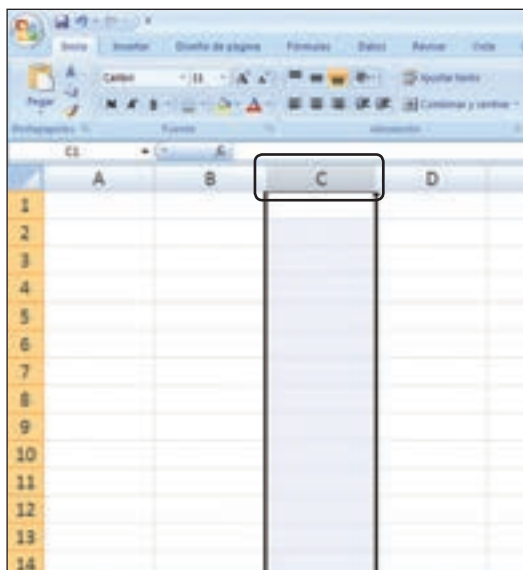 Inicio Insertar Diseño de página Fórmulas Datos Revisar Vista
Calibri 11 A A Ajustar texto
Pegar N K S A Combinar y centrar
Portapapeles Fuente Alineación
C1 fx
A B C D
1
2
3
4
5
6
7
8
9
10
11
12
13
14